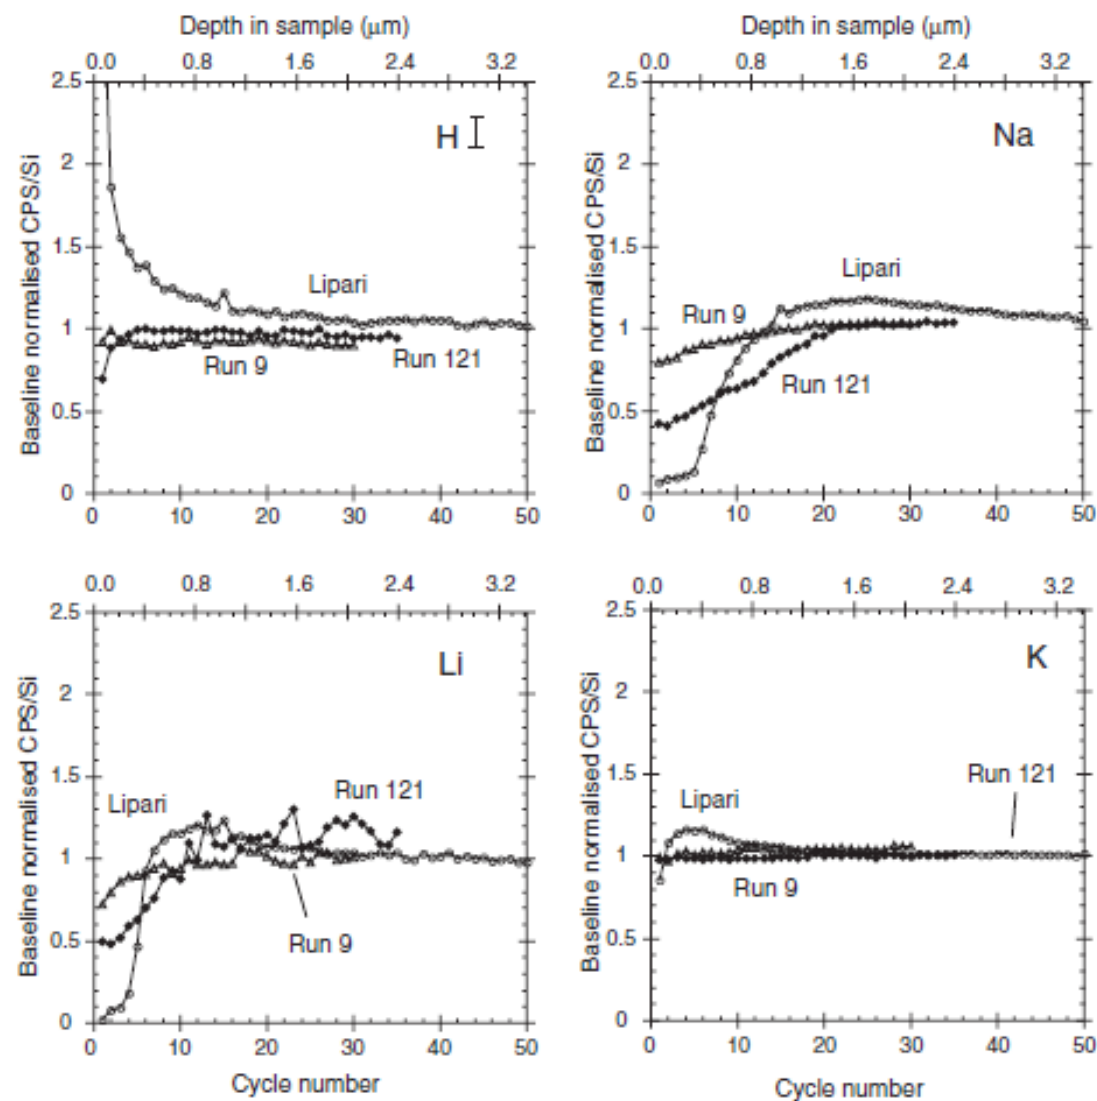 Depth in sample (μm)
0.0 0.8 1.6 2.4 3.2
2.5
2
1.5
1
0.5
0
Baseline normalised CPS/Si
H
Lipari
Run 9
Run 121
0 10 20 30 40 50
Depth in sample (μm)
0.0 0.8 1.6 2.4 3.2
2.5
2
1.5
1
0.5
0
Baseline normalised CPS/Si
Na
Lipari
Run 9
Run 121
0 10 20 30 40 50
0.0 0.8 1.6 2.4 3.2
2.5
2
1.5
1
0.5
0
Baseline normalised CPS/Si
Li
Lipari
Run 121
Run 9
0 10 20 30 40 50
Cycle number
0.0 0.8 1.6 2.4 3.2
2.5
2
1.5
1
0.5
0
Baseline normalised CPS/Si
K
Run 121
Lipari
Run 9
0 10 20 30 40 50
Cycle number